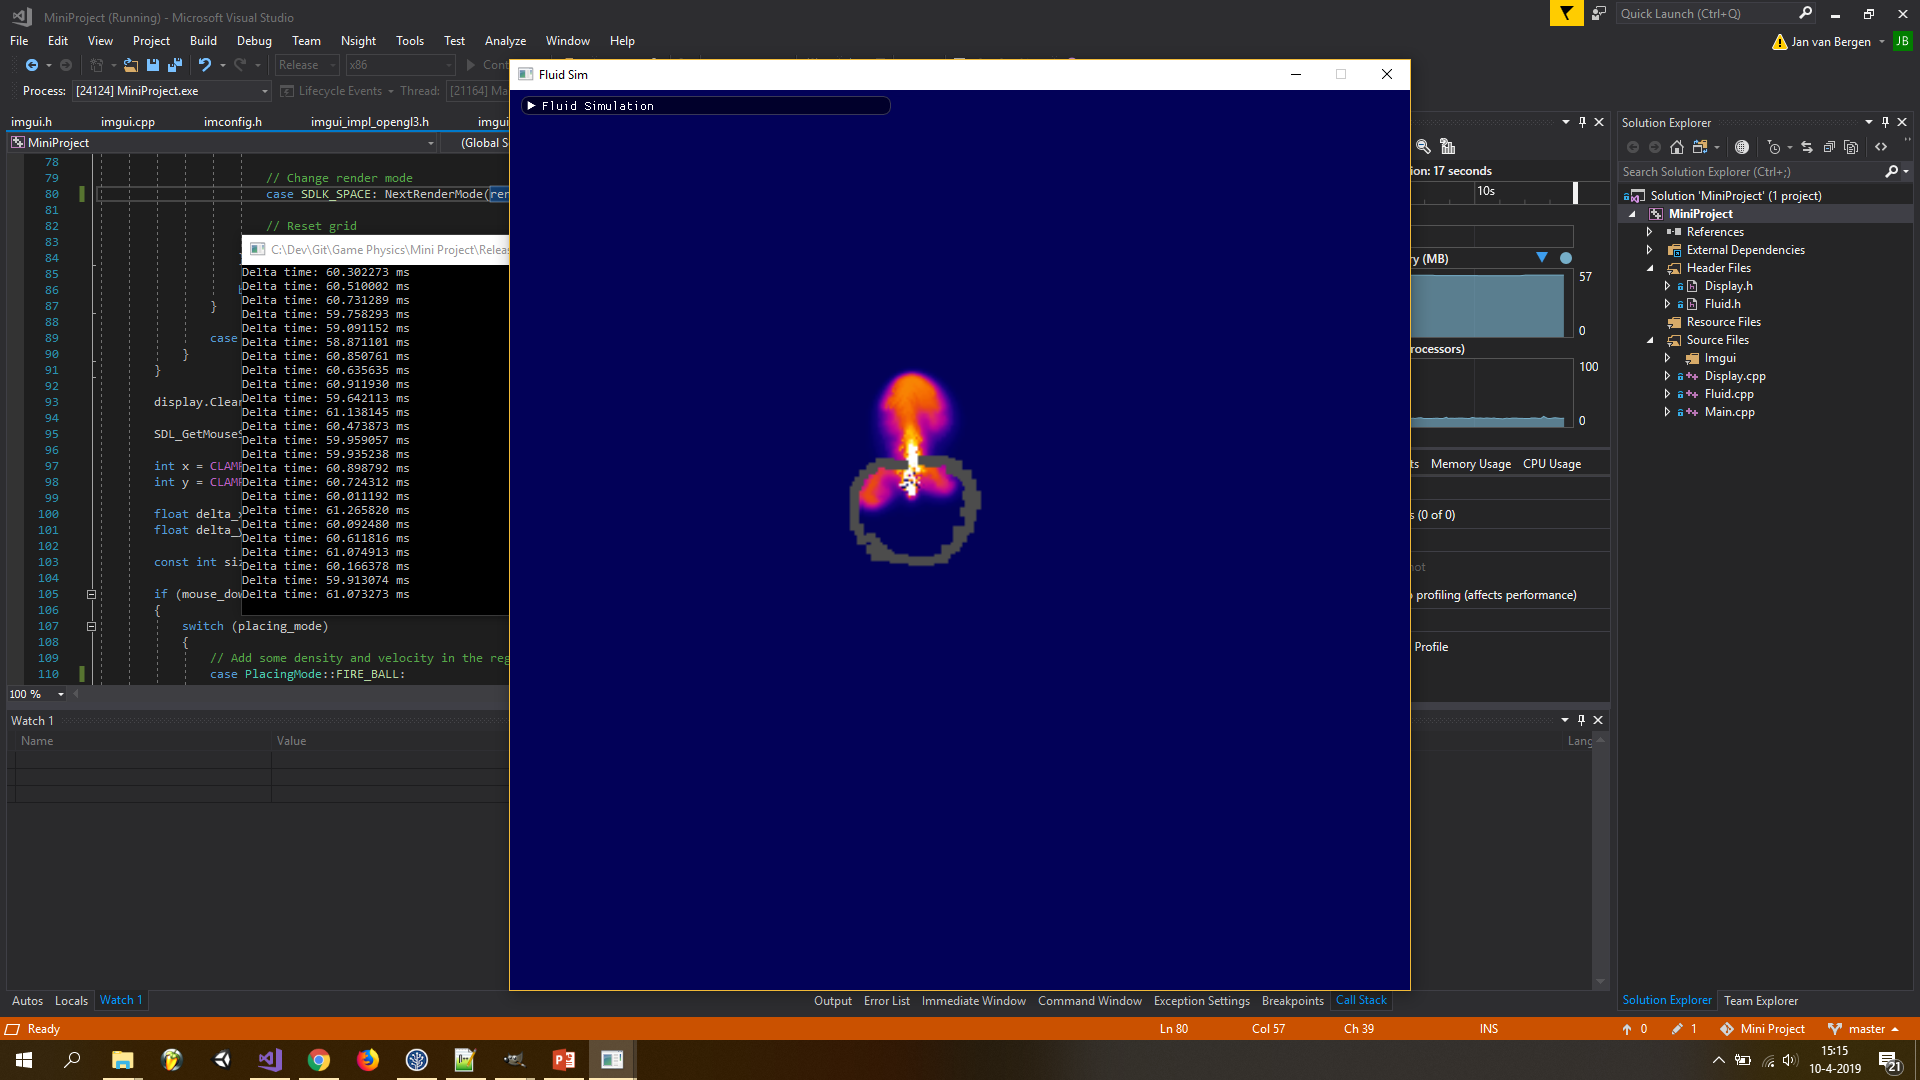 MiniProject (Running) - Microsoft Visual Studio
Quick Launch (Ctrl+Q)
File Edit View Project Build Debug Team Nsight Tools Test Analyze Window Help
Jan van Bergen JB
Release x86
Process: [24124] MiniProject.exe Lifecycle Events Thread:
imgui.h imgui.cpp imconfig.h imgui_impl_opengl3.h imgui
MiniProject (Global S
78
79 // Change render mode
80 case SDLK_SPACE: NextRenderMode(ren
81
82 // Reset grid
83
84
85
86
87 }
88
89 case
90 }
91 }
92
93 display.Clear
94
95 SDL_GetMouseS
96
97 int x = CLAMP
98 int y = CLAMP
99
100 float delta_x
101 float delta_y
102
103 const int siz
104
105 if (mouse_dow
106 {
107 switch (placing_mode)
108 {
109 // Add some density and velocity in the reg
110 case PlacingMode::FIRE_BALL:
100 %
C:\Dev\Git\Game Physics\Mini Project\Releas
Delta time: 60.302273 ms
Delta time: 60.510002 ms
Delta time: 60.731289 ms
Delta time: 59.758293 ms
Delta time: 59.091152 ms
Delta time: 58.871101 ms
Delta time: 60.850761 ms
Delta time: 60.635635 ms
Delta time: 60.911930 ms
Delta time: 59.642113 ms
Delta time: 61.138145 ms
Delta time: 60.473873 ms
Delta time: 59.959057 ms
Delta time: 59.935238 ms
Delta time: 60.898792 ms
Delta time: 60.724312 ms
Delta time: 60.011192 ms
Delta time: 61.265820 ms
Delta time: 60.092480 ms
Delta time: 60.611816 ms
Delta time: 61.074913 ms
Delta time: 60.166378 ms
Delta time: 59.913074 ms
Delta time: 61.073273 ms
Fluid Sim
Fluid Simulation
ion: 17 seconds
10s
ry (MB)
57
0
rocessors)
100
0
ts Memory Usage CPU Usage
s (0 of 0)
hot
profiling (affects performance)
Profile
Solution Explorer
Search Solution Explorer (Ctrl+;)
Solution 'MiniProject' (1 project)
MiniProject
References
External Dependencies
Header Files
Display.h
Fluid.h
Resource Files
Source Files
Imgui
Display.cpp
Fluid.cpp
Main.cpp
Watch 1
Name Value Lang
Autos Locals Watch 1
Output Error List Immediate Window Command Window Exception Settings Breakpoints Call Stack
Solution Explorer Team Explorer
Ready Ln 80 Col 57 Ch 39 INS 0 1 Mini Project master
15:15
10-4-2019
21